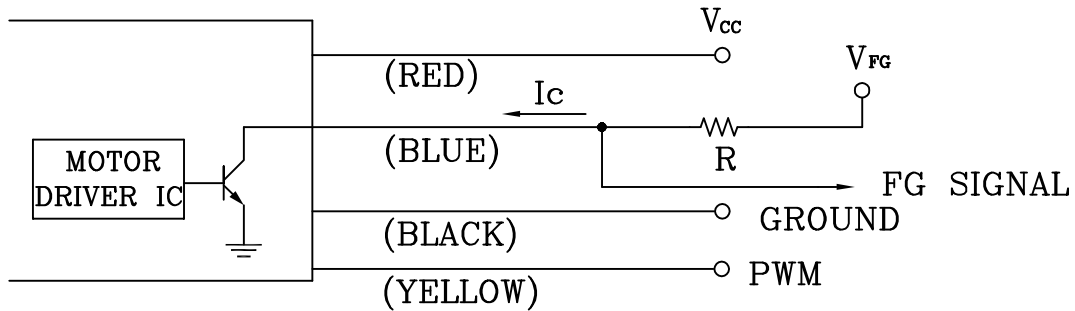 VCC
(RED)
VFG
Ic
(BLUE)
R
MOTOR
DRIVER IC
FG SIGNAL
(BLACK)
GROUND
(YELLOW)
PWM